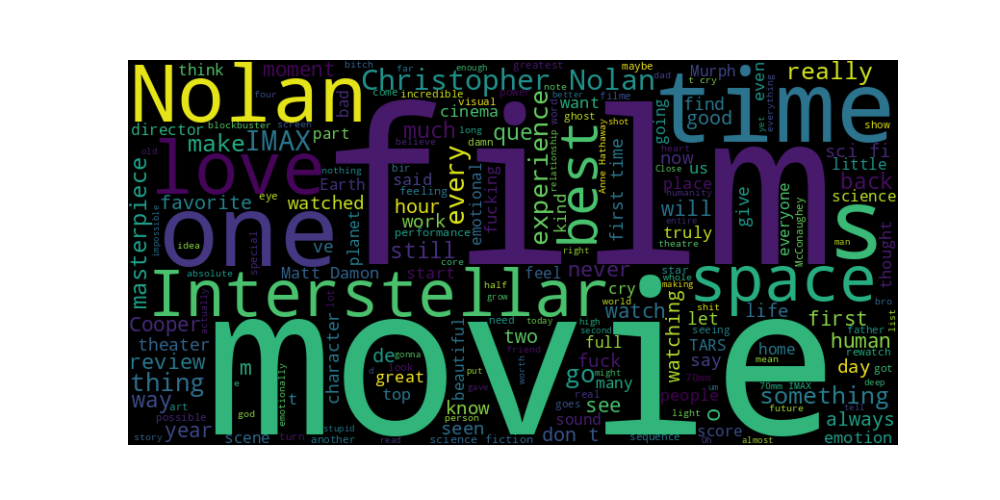 Nolan
think
moment
bitch
far
enough
greatest
maybe
Murph
really
Christopher Nolan
t cry
dad
even
four
bad
come
incredible
power
note
better
filme
film
time
visual
cinema
want
ghost
word
shot
going
find
good
yet
everything
show
director
blockbuster
screen
part
make
IMAX
much
believe
long
damn
que
experience
relationship
best
Anne Hathaway
first time
heart
now
us
sci fi
little
old
love
nothing
bir
said
feeling
every
emotional
fucking
kind
Close
place
humanity
will
give
everyone
back
science
masterpiece
impossible
favorite
eye
watched
Earth
planet
hour
work
performance
still
core
right
entire
truly
theatre
McConaughey
man
s
thought
one
idea
special
ve
absolute
Matt Damon
start
feel
never
star
whole
making
space
Interstellar
half
grow
cry
world
watch
shit
let
life
first
bro
list
Cooper
actually
lot
character
beautiful
need
today
high
second
two
full
watching
seeing
TARS
home
father
human
rewatch
theater
review
thing
way
art
m
e
god
emotionally
t
de
gonna
look
d
great
top
put
gave
friend
worth
fuck
go
might
many
real
say
mean
70mm
um
people
70mm IMAX
day
got
deep
something
future
tell
movie
possible
year
story
scene
turn
stupid
another
read
know
person
seen
science fiction
goes
see
sound
don t
sequence
light
o
score
oh
almost
always
emotion